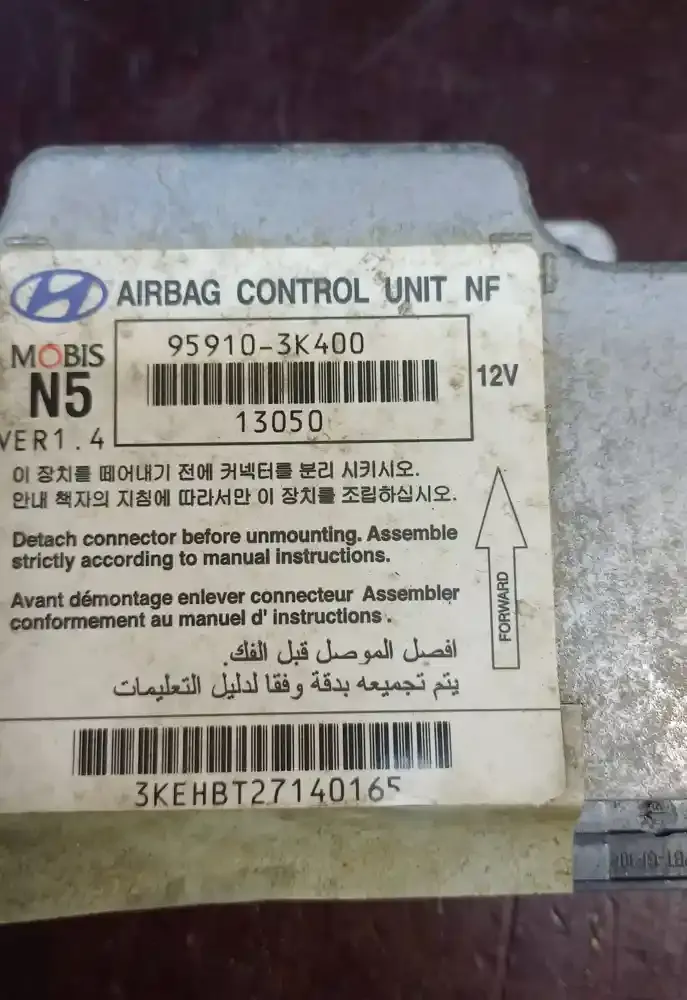 AIRBAG CONTROL UNIT NF
MOBIS
95910-3K400
N5
12V
13050
VER1.4
이 장치를 떼어내기 전에 커넥터를 분리 시키시오.
안내 책자의 지침에 따라서만 이 장치를 조립하십시오.
Detach connector before unmounting. Assemble
strictly according to manual instructions.
Avant démontage enlever connecteur Assembler
conformement au manuel d' instructions .
FORWARD
افصل الموصل قبل الفك.
يتم تجميعه بدقة وفقا لدليل التعليمات
3KEHBT27140165